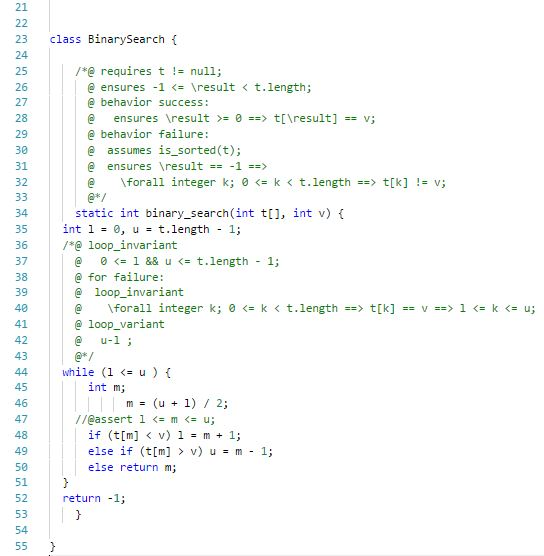 21
22
23 class BinarySearch {
24
25 /*@ requires t != null;
26 @ ensures -1 <= \result < t.length;
27 @ behavior success:
28 @ ensures \result >= 0 ==> t[\result] == v;
29 @ behavior failure:
30 @ assumes is_sorted(t);
31 @ ensures \result == -1 ==>
32 @ \forall integer k; 0 <= k < t.length ==> t[k] != v;
33 @*/
34 static int binary_search(int t[], int v) {
35 int l = 0, u = t.length - 1;
36 /*@ loop_invariant
37 @ 0 <= l && u <= t.length - 1;
38 @ for failure:
39 @ loop_invariant
40 @ \forall integer k; 0 <= k < t.length ==> t[k] == v ==> l <= k <= u;
41 @ loop_variant
42 @ u-l ;
43 @*/
44 while (l <= u ) {
45 int m;
46 m = (u + l) / 2;
47 //@assert l <= m <= u;
48 if (t[m] < v) l = m + 1;
49 else if (t[m] > v) u = m - 1;
50 else return m;
51 }
52 return -1;
53 }
54
55 }